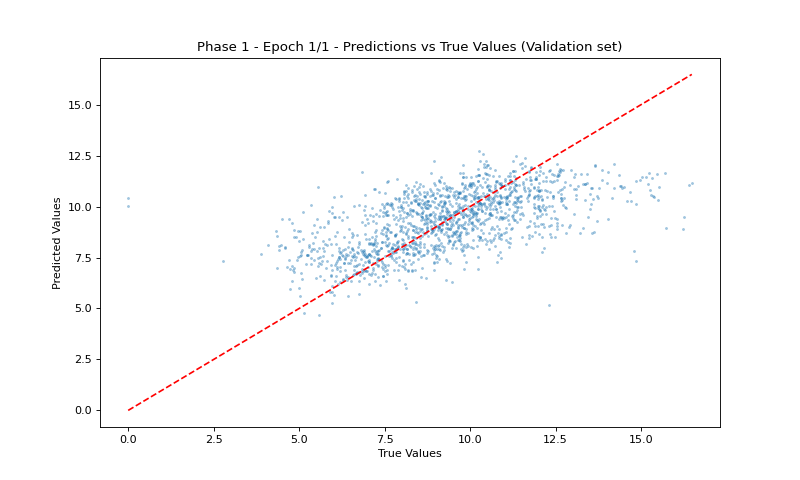 Phase 1 - Epoch 1/1 - Predictions vs True Values (Validation set)
Predicted Values
15.0
12.5
10.0
7.5
5.0
2.5
0.0
0.0 2.5 5.0 7.5 10.0 12.5 15.0
True Values